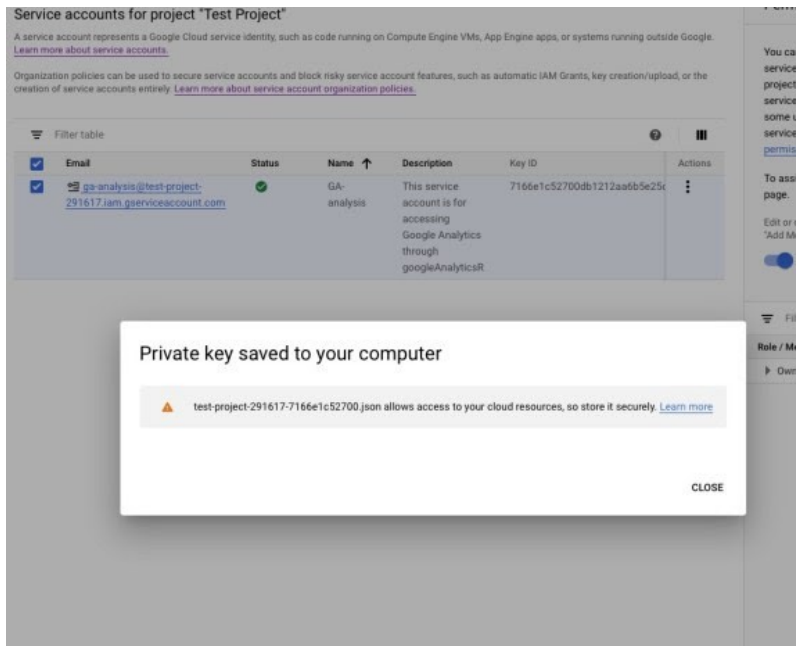 Service accounts for project "Test Project"
A service account represents a Google Cloud service identity, such as code running on Compute Engine VMs, App Engine apps, or systems running outside Google.
Learn more about service accounts.
Organization policies can be used to secure service accounts and block risky service account features, such as automatic IAM Grants, key creation/upload, or the
creation of service accounts entirely. Learn more about service account organization policies.
Filter table
Email Status Name Description Key ID Actions
ga-analysis@test-project-
291617.iam.gserviceaccount.com
GA-
analysis
This service
account is for
accessing
Google Analytics
through
googleAnalyticsR
7166e1c52700db1212aa6b5e25c
Private key saved to your computer
test-project-291617-7166e1c52700.json allows access to your cloud resources, so store it securely. Learn more
CLOSE
You ca
service
project
service
some u
service
permis
To ass
page.
Edit or
"Add M
Fil
Role / M
Own